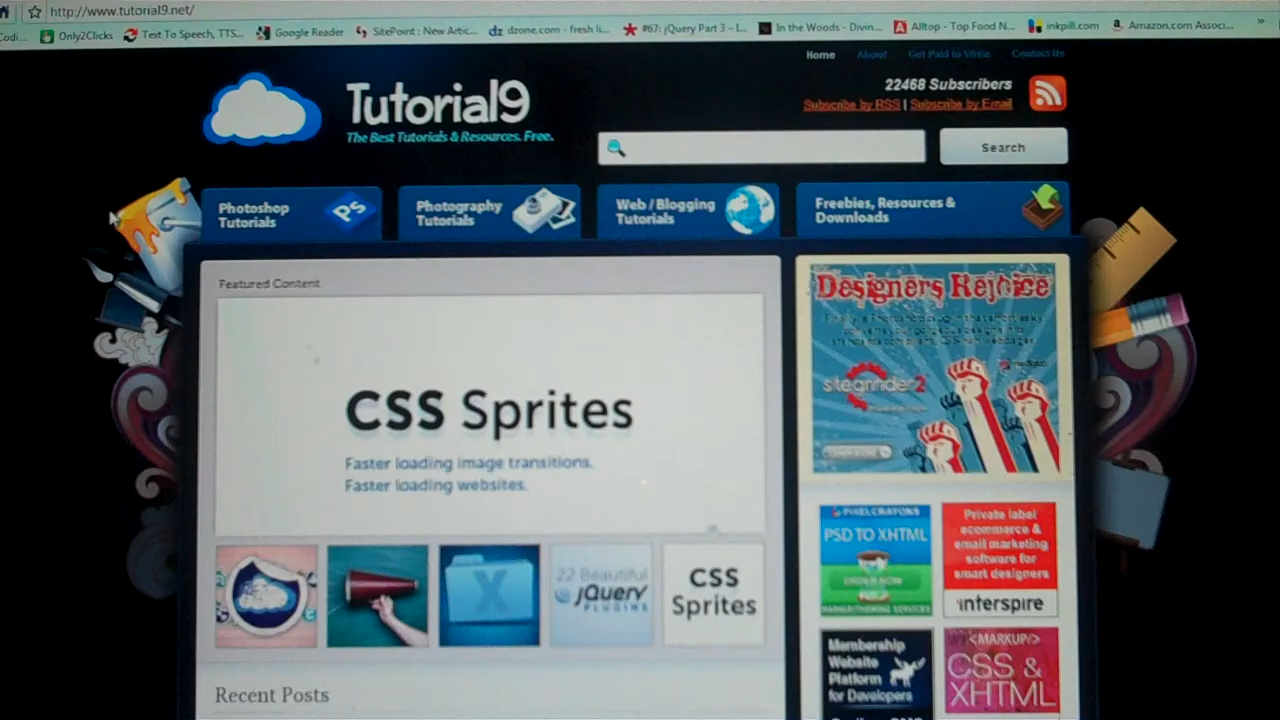 http://www.tutorial9.net/
Only2Clicks
Text To Speech, TTS...
Google Reader
SitePoint : New Artic...
dzone.com - fresh li...
#67: jQuery Part 3 – I...
In the Woods - Divin...
Alltop - Top Food N...
inkpill.com
Amazon.com Associ...
Home
About
Get Paid to Write
Contact Us
22468 Subscribers
Subscribe by RSS | Subscribe by Email
Tutorial9
The Best Tutorials & Resources. Free.
Search
Photoshop
Tutorials
Ps
Photography
Tutorials
Web / Blogging
Tutorials
Freebies, Resources &
Downloads
Featured Content
CSS Sprites
Faster loading image transitions.
Faster loading websites.
X
22 Beautiful
jQuery
PLUGINS
CSS
Sprites
Recent Posts
Designers Rejoice
sitegrinder2
PIXELCRAYONS
PSD TO XHTML
ORDER NOW
Private label
ecommerce &
email marketing
software for
smart designers
interspire
Membership
Website
Platform
for Developers
<MARKUP/>
CSS &
XHTML